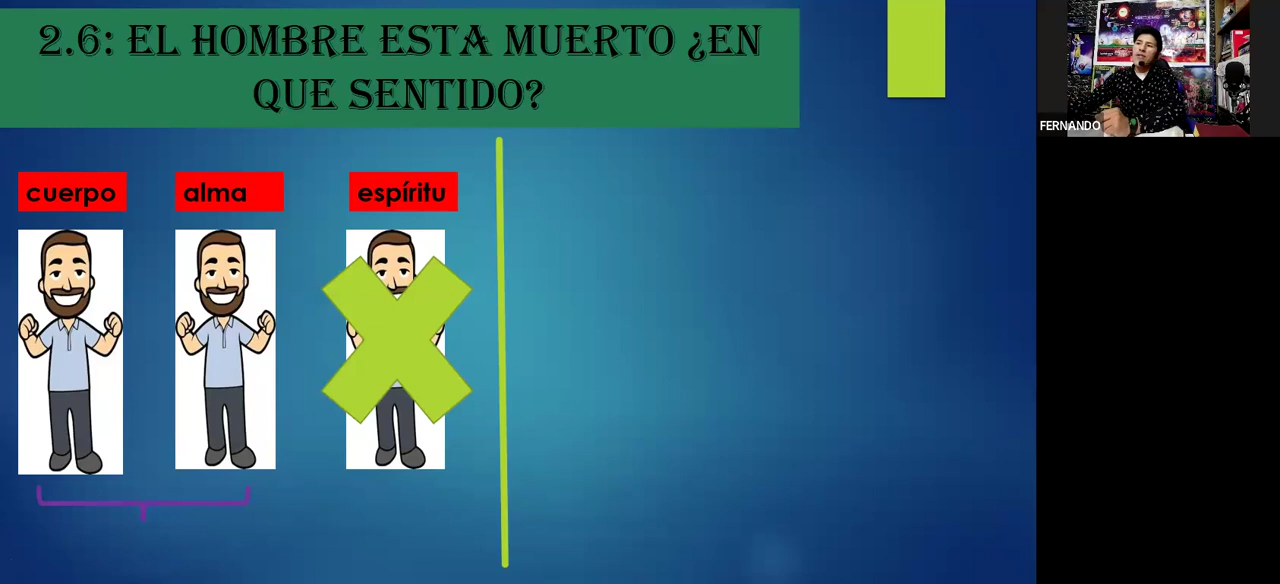 2.6: EL HOMBRE ESTA MUERTO ¿EN
QUE SENTIDO?
cuerpo
alma
espíritu
FERNANDO